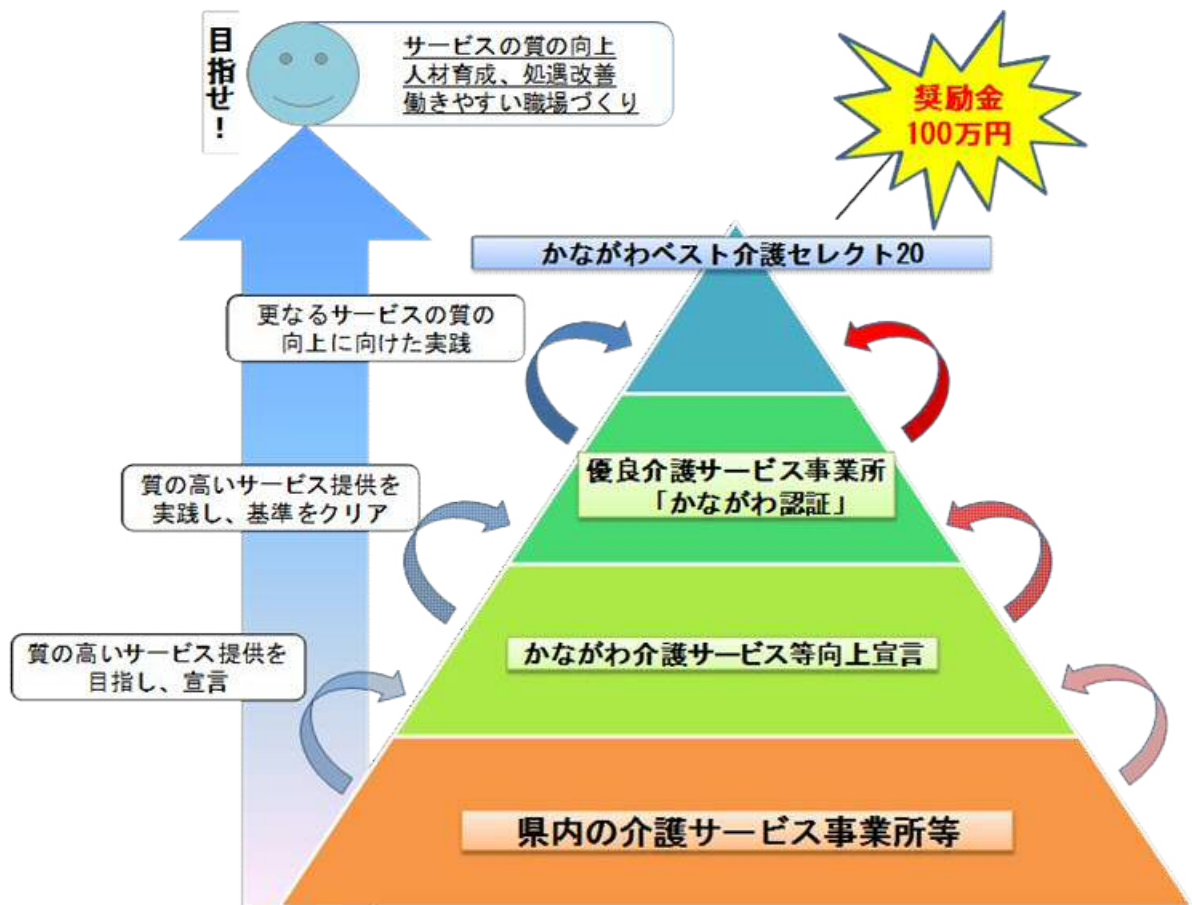 目指せ！
サービスの質の向上
人材育成、処遇改善
働きやすい職場づくり
奨励金
100万円
かながわベスト介護セレクト20
更なるサービスの質の
向上に向けた実践
優良介護サービス事業所
「かながわ認証」
質の高いサービス提供を
実践し、基準をクリア
かながわ介護サービス等向上宣言
質の高いサービス提供を
目指し、宣言
県内の介護サービス事業所等